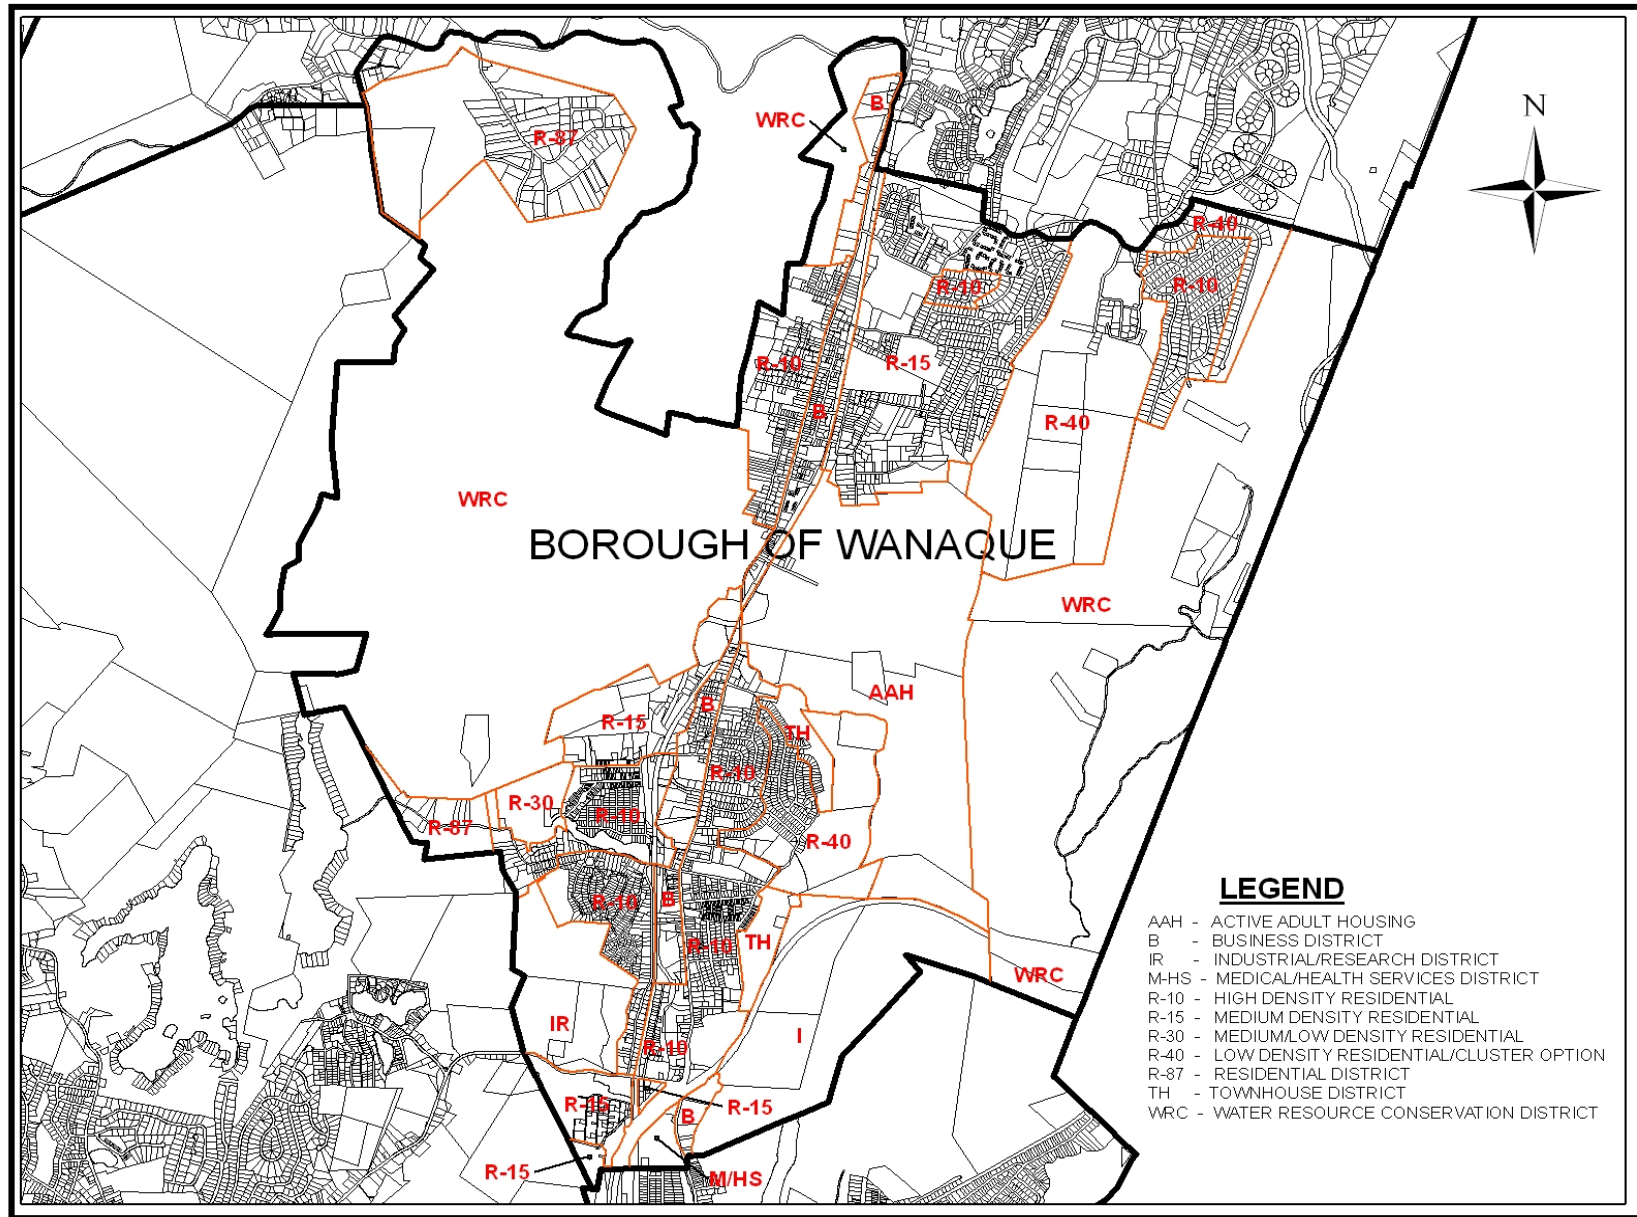 N
B
WRC
R-87
R-40
R-10
R-10
R-10
R-15
B
R-40
WRC
BOROUGH OF WANAQUE
WRC
AAH
B
R-15
TH
R-10
R-30
R-10
R-87
R-40
R-10
B
R-10
TH
WRC
IR
I
R-10
R-15
R-15
B
R-15
M/HS
LEGEND
AAH - ACTIVE ADULT HOUSING
B - BUSINESS DISTRICT
IR - INDUSTRIAL/RESEARCH DISTRICT
M-HS - MEDICAL/HEALTH SERVICES DISTRICT
R-10 - HIGH DENSITY RESIDENTIAL
R-15 - MEDIUM DENSITY RESIDENTIAL
R-30 - MEDIUM/LOW DENSITY RESIDENTIAL
R-40 - LOW DENSITY RESIDENTIAL/CLUSTER OPTION
R-87 - RESIDENTIAL DISTRICT
TH - TOWNHOUSE DISTRICT
WRC - WATER RESOURCE CONSERVATION DISTRICT